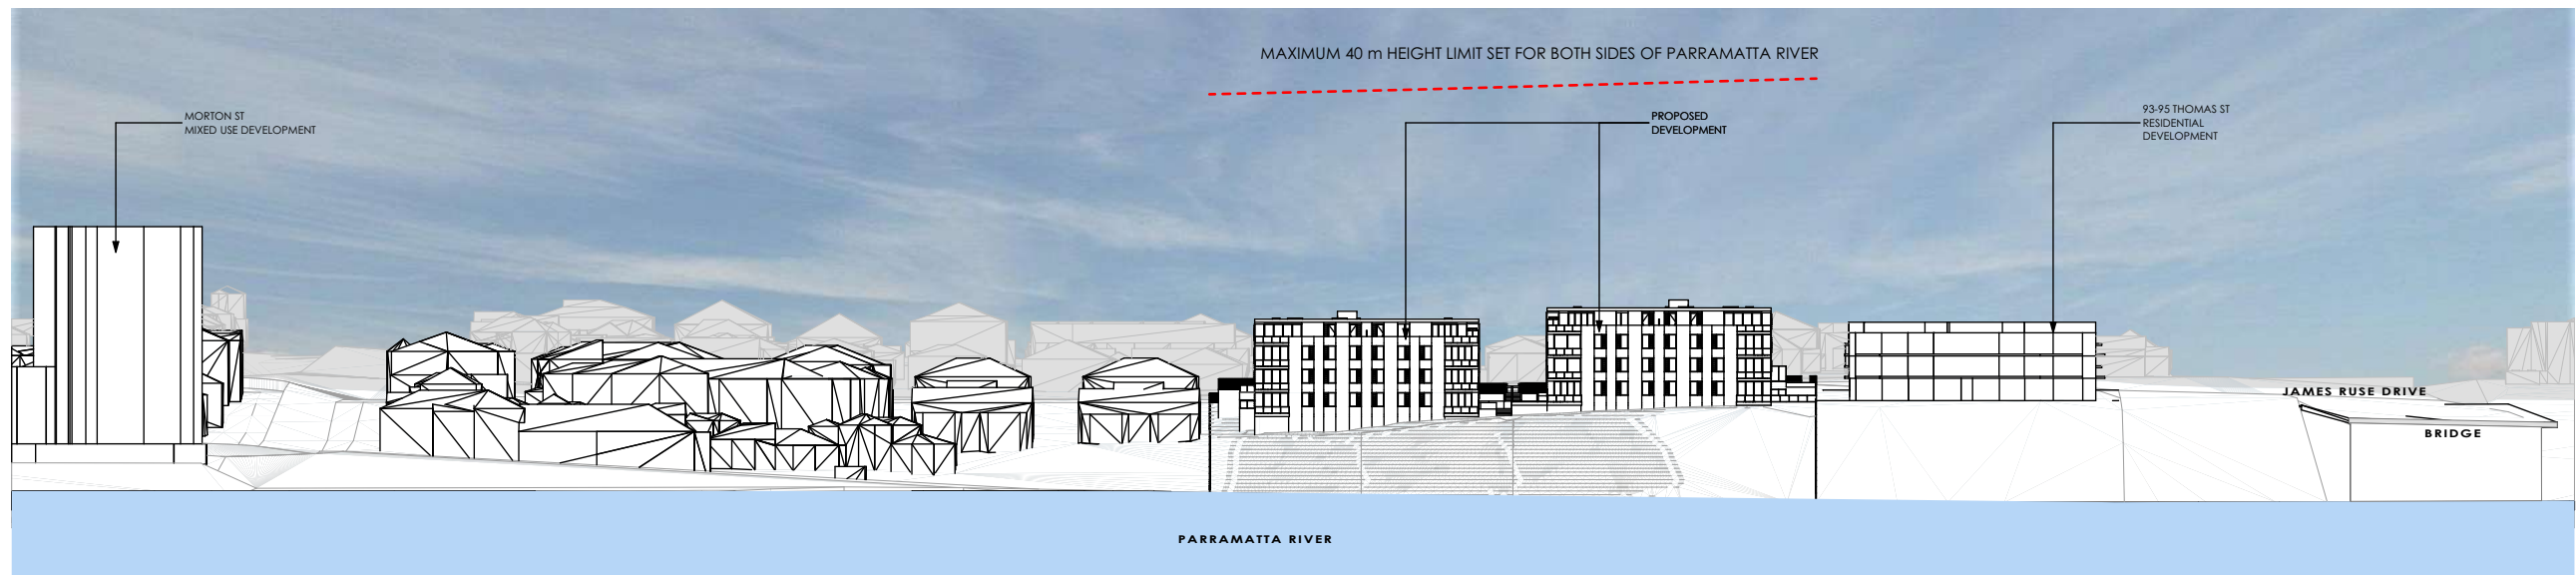 MAXIMUM 40 m HEIGHT LIMIT SET FOR BOTH SIDES OF PARRAMATTA RIVER
MORTON ST
MIXED USE DEVELOPMENT
PROPOSED
DEVELOPMENT
93-95 THOMAS ST
RESIDENTIAL
DEVELOPMENT
JAMES RUSE DRIVE
BRIDGE
PARRAMATTA RIVER